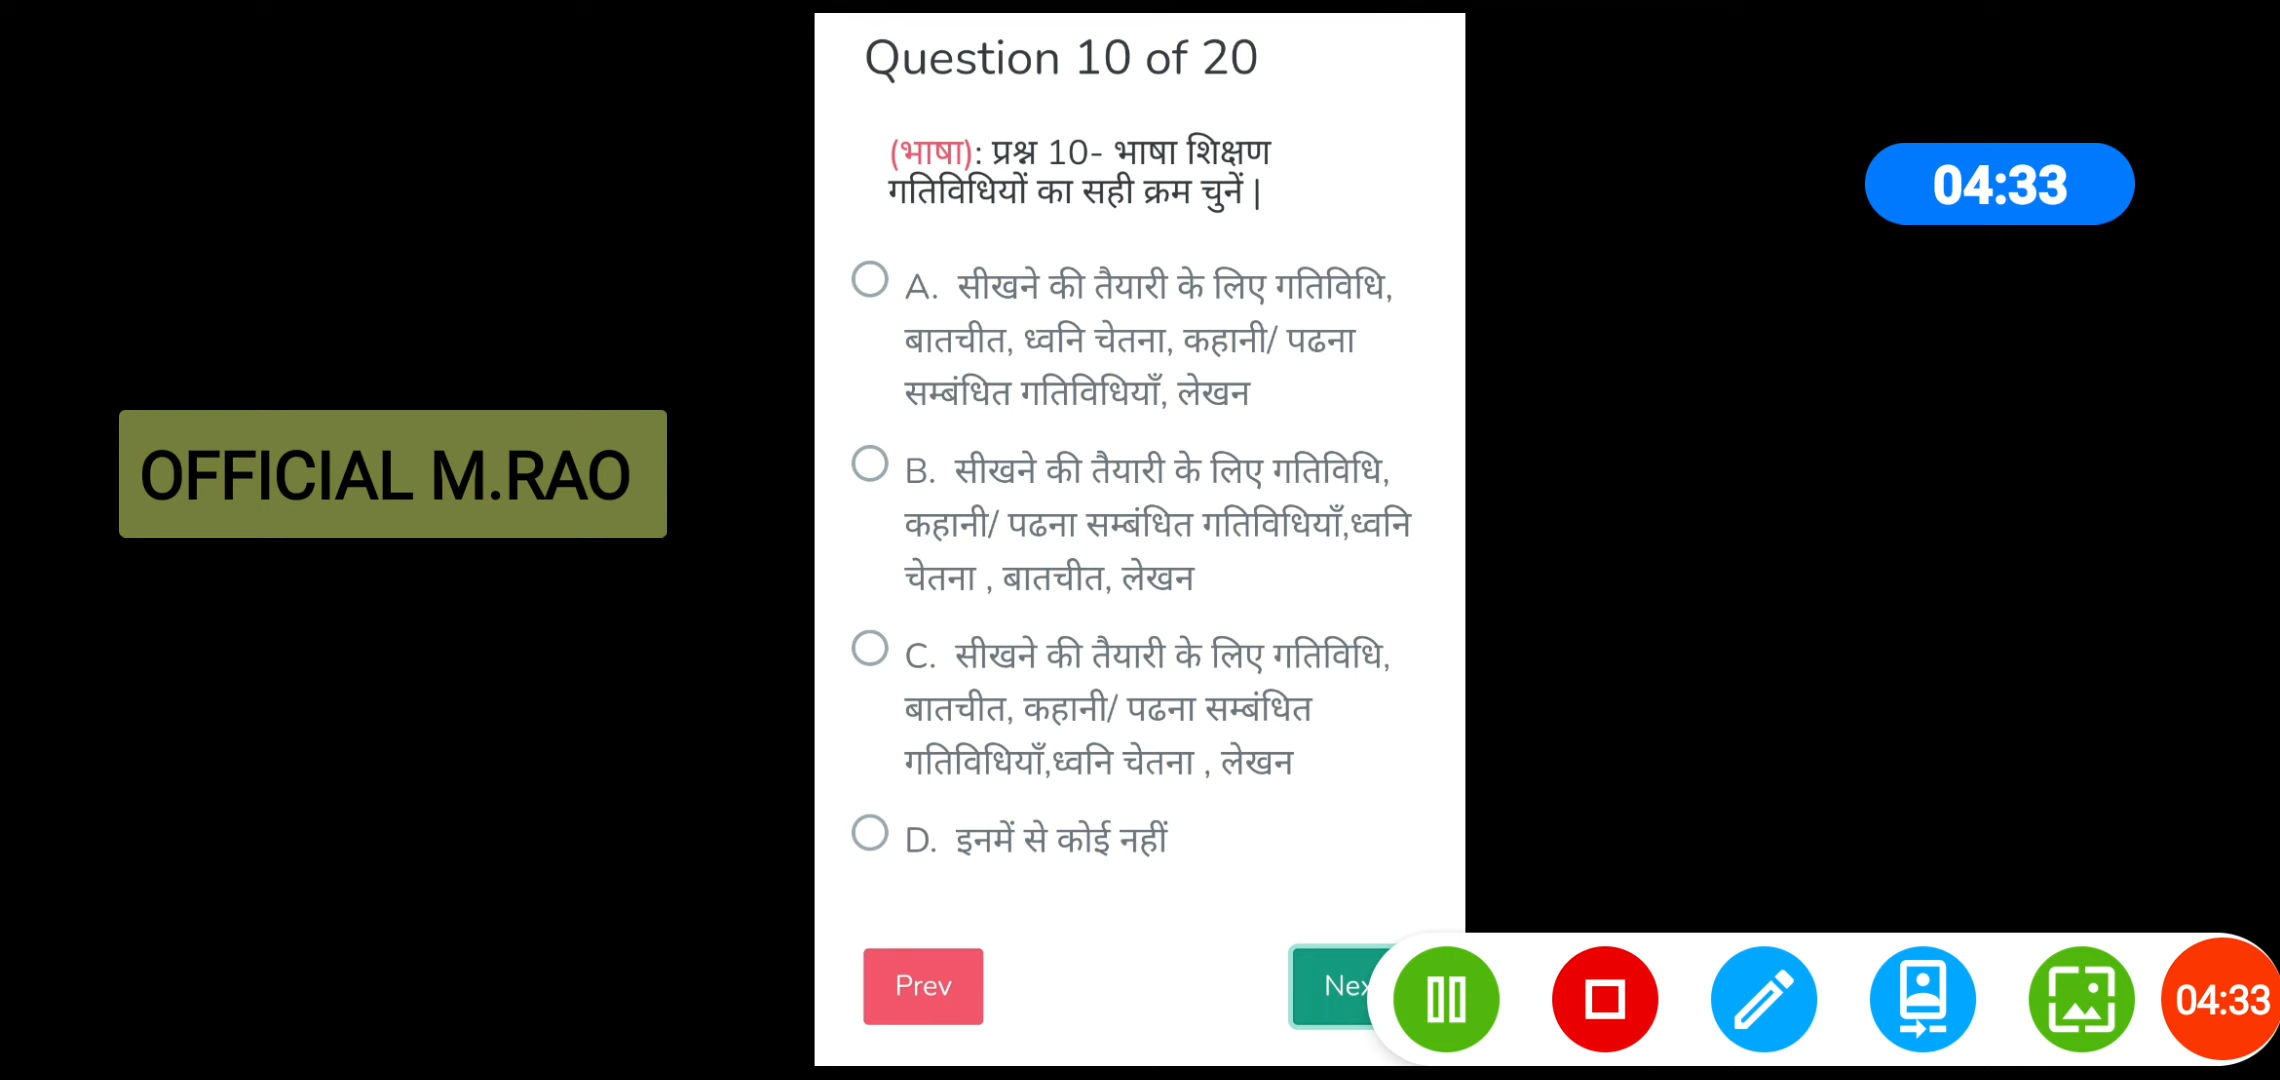 Question 10 of 20
(भाषा): प्रश्न 10- भाषा शिक्षण
गतिविधियों का सही क्रम चुनें |
04:33
A. सीखने की तैयारी के लिए गतिविधि,
बातचीत, ध्वनि चेतना, कहानी/ पढना
सम्बंधित गतिविधियाँ, लेखन
OFFICIAL M.RAO
B. सीखने की तैयारी के लिए गतिविधि,
कहानी/ पढना सम्बंधित गतिविधियाँ,ध्वनि
चेतना , बातचीत, लेखन
C. सीखने की तैयारी के लिए गतिविधि,
बातचीत, कहानी/ पढना सम्बंधित
गतिविधियाँ,ध्वनि चेतना , लेखन
D. इनमें से कोई नहीं
Prev
Nex
04:33